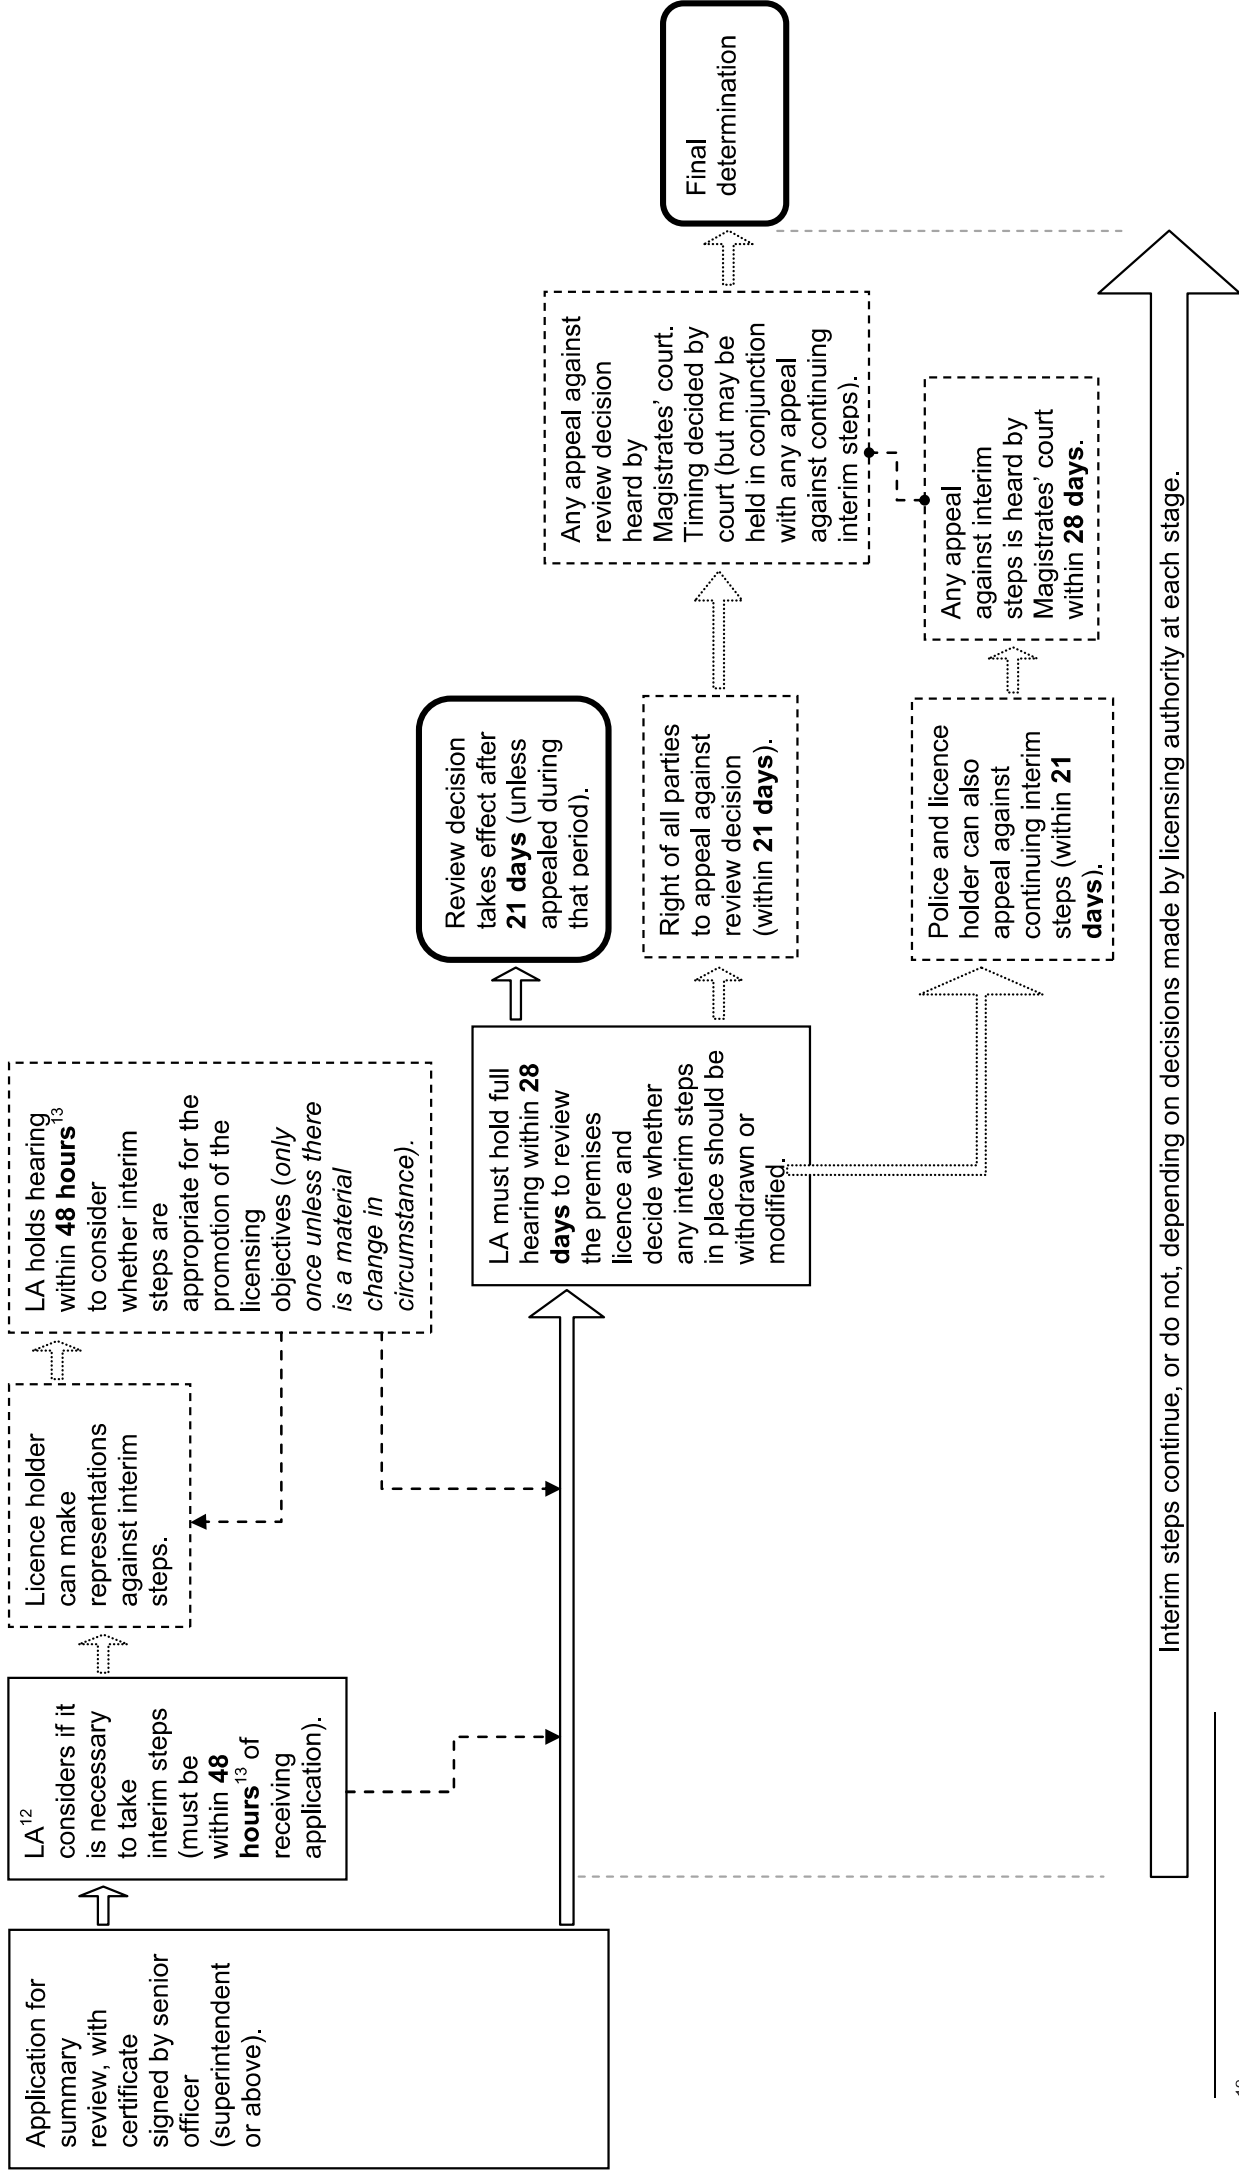 Application for
summary
review, with
certificate
signed by senior
officer
(superintendent
or above).
LA12
considers if it
is necessary
to take
interim steps
(must be
within 48
hours13 of
receiving
application).
Licence holder
can make
representations
against interim
steps.
LA holds hearing
within 48 hours13
to consider
whether interim
steps are
appropriate for the
promotion of the
licensing
objectives (only
once unless there
is a material
change in
circumstance).
LA must hold full
hearing within 28
days to review
the premises
licence and
decide whether
any interim steps
in place should be
withdrawn or
modified.
Review decision
takes effect after
21 days (unless
appealed during
that period).
Right of all parties
to appeal against
review decision
(within 21 days).
Police and licence
holder can also
appeal against
continuing interim
steps (within 21
days).
Any appeal against
review decision
heard by
Magistrates’ court.
Timing decided by
court (but may be
held in conjunction
with any appeal
against continuing
interim steps).
Any appeal
against interim
steps is heard by
Magistrates’ court
within 28 days.
Final
determination
Interim steps continue, or do not, depending on decisions made by licensing authority at each stage.